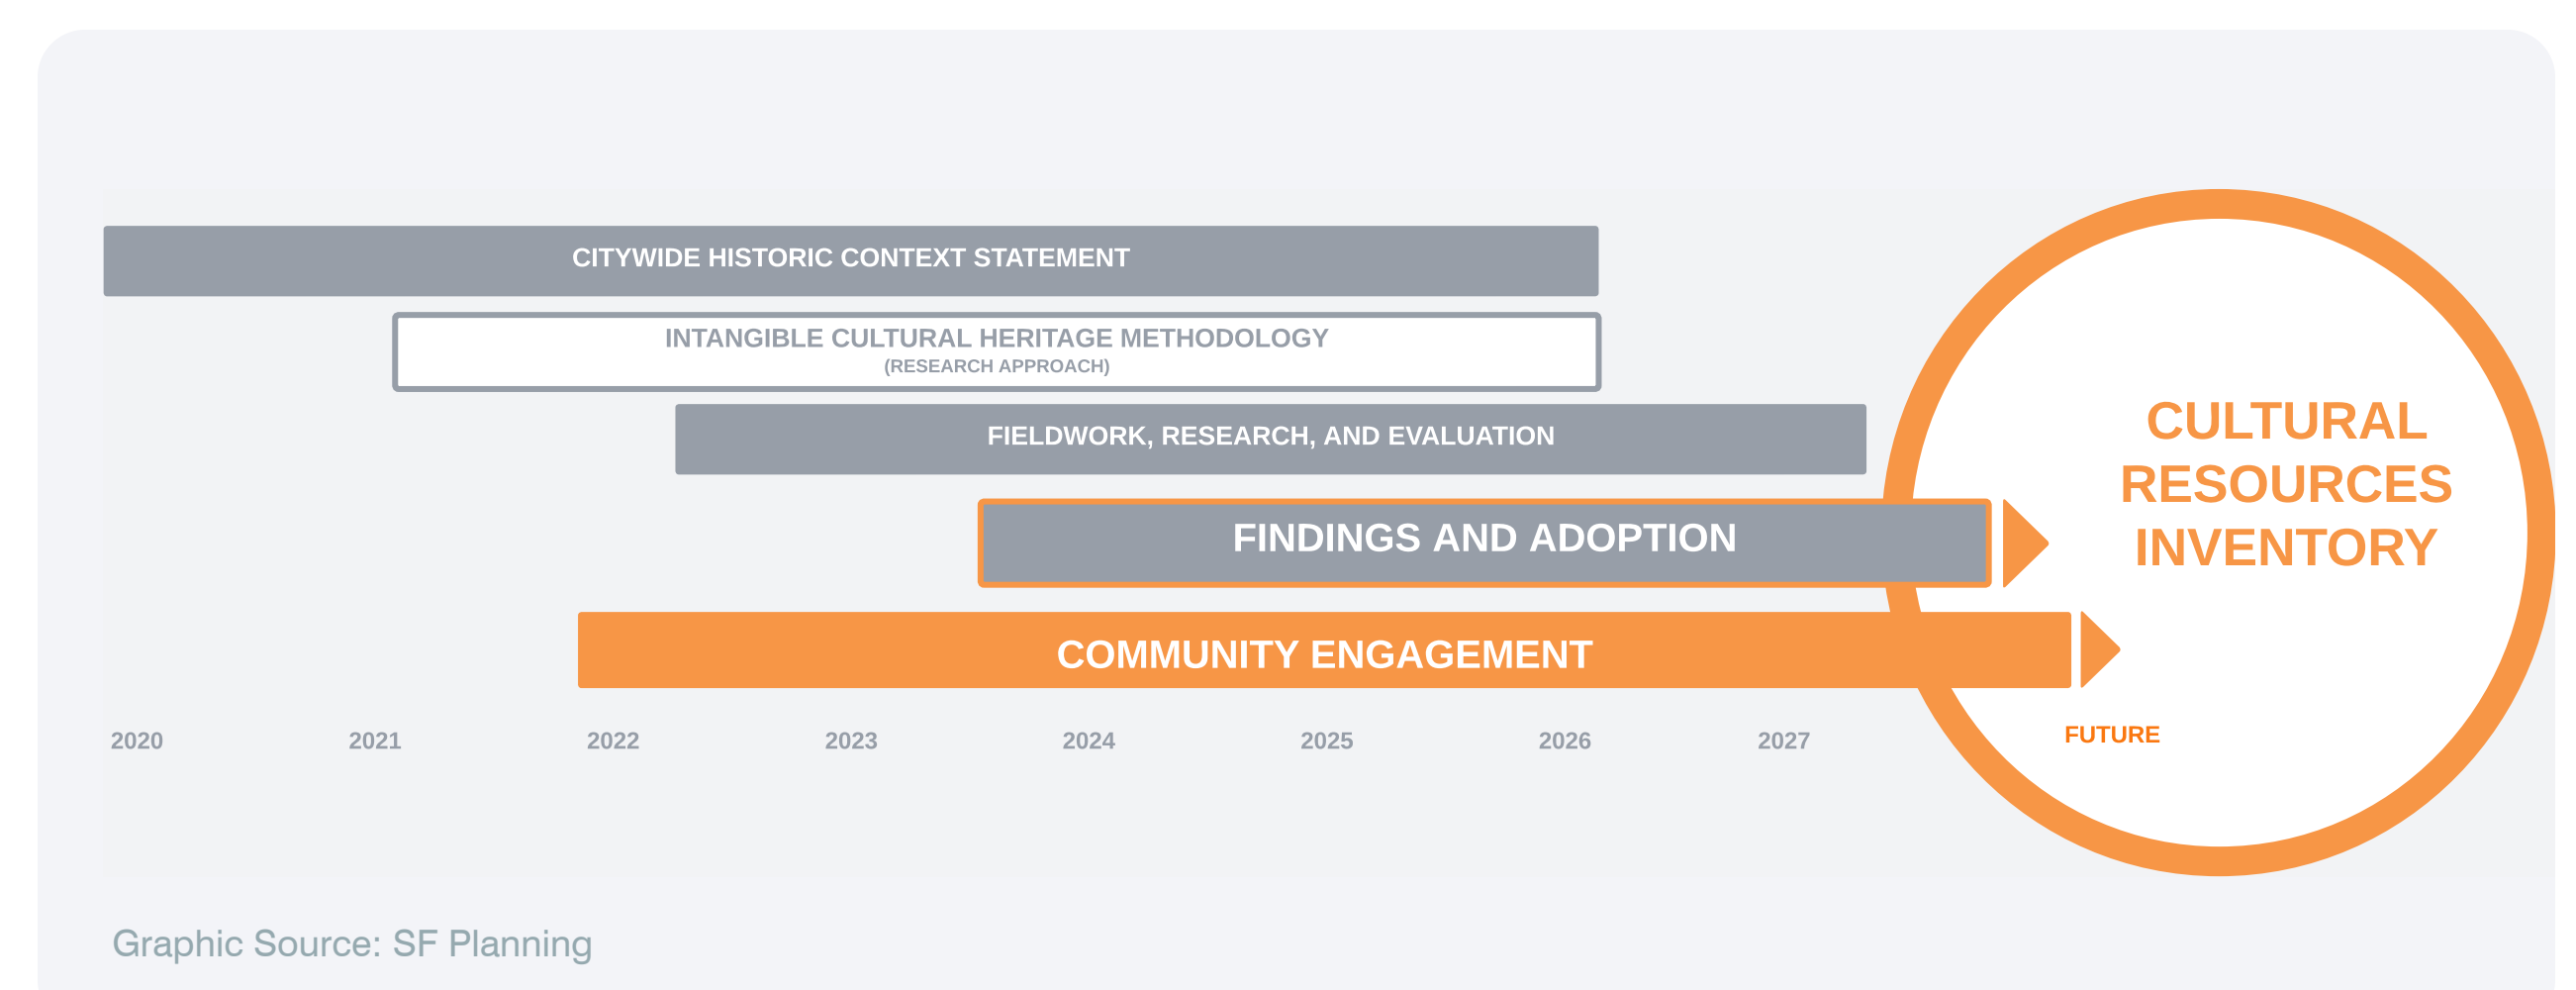 CITYWIDE HISTORIC CONTEXT STATEMENT
INTANGIBLE CULTURAL HERITAGE METHODOLOGY
(RESEARCH APPROACH)
FIELDWORK, RESEARCH, AND EVALUATION
FINDINGS AND ADOPTION
COMMUNITY ENGAGEMENT
CULTURAL
RESOURCES
INVENTORY
2020 2021 2022 2023 2024 2025 2026 2027 FUTURE
Graphic Source: SF Planning